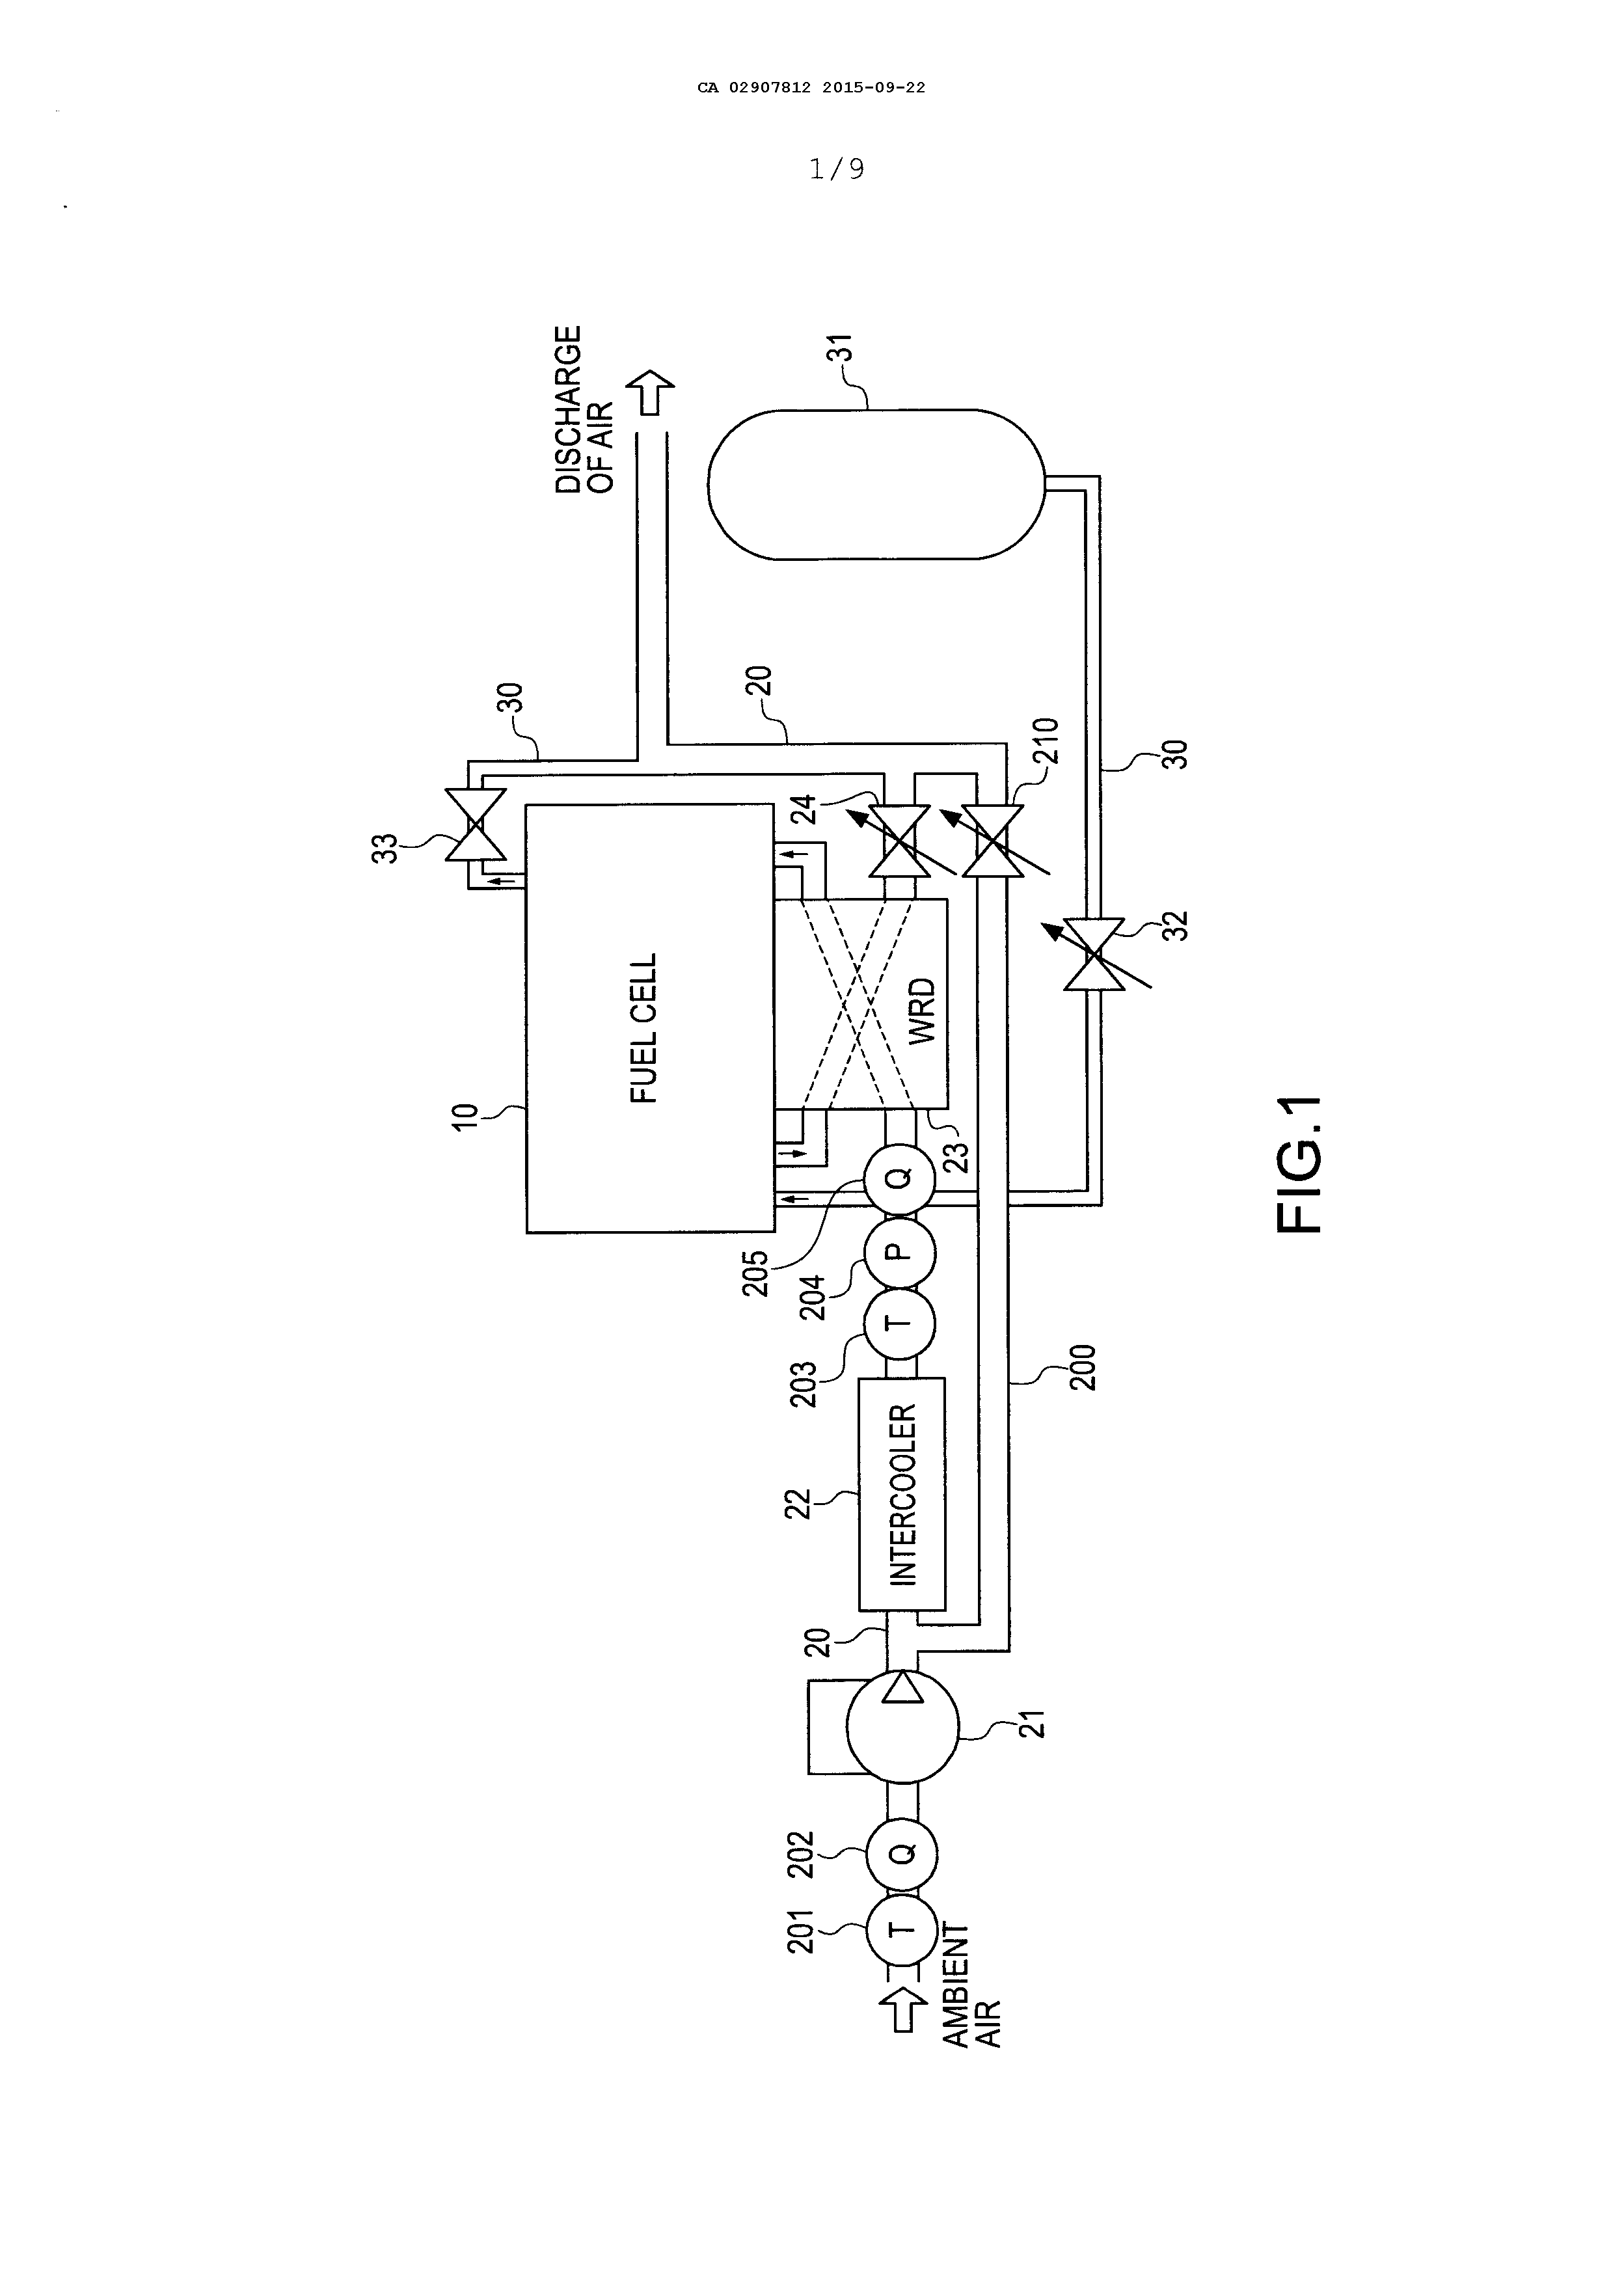 CA 02907812 2015-09-22
1/9
DISCHARGE
OF AIR
31
30
20
33
24
210
30
32
10
FUEL CELL
WRD
23
205
204
203
200
22
INTERCOOLER
20
21
202
Q
201
T
T
P
Q
AMBIENT
AIR
FIG.1